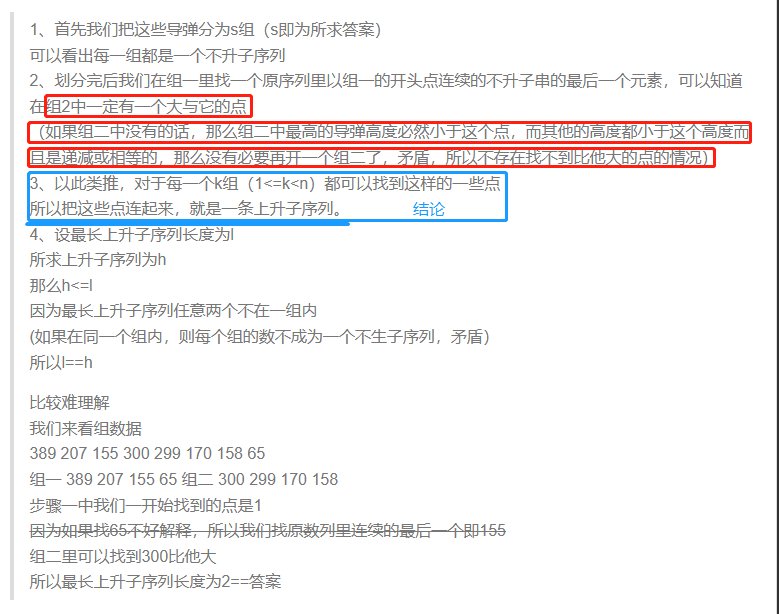 1、首先我们把这些导弹分为s组（s即为所求答案）
可以看出每一组都是一个不升子序列
2、划分完后我们在组一里找一个原序列里以组一的开头点连续的不升子串的最后一个元素，可以知道
在组2中一定有一个大与它的点
（如果组二中没有的话，那么组二中最高的导弹高度必然小于这个点，而其他的高度都小于这个高度而
且是递减或相等的，那么没有必要再开一个组二了，矛盾，所以不存在找不到比他大的点的情况）
3、以此类推，对于每一个k组（1<=k<n）都可以找到这样的一些点
所以把这些点连起来，就是一条上升子序列。 结论
4、设最长上升子序列长度为l
所求上升子序列为h
那么h<=l
因为最长上升子序列任意两个不在一组内
(如果在同一个组内，则每个组的数不成为一个不生子序列，矛盾）
所以l==h
比较难理解
我们来看组数据
389 207 155 300 299 170 158 65
组一 389 207 155 65 组二 300 299 170 158
步骤一中我们一开始找到的点是1
因为如果找65不好解释，所以我们找原数列里连续的最后一个即155
组二里可以找到300比他大
所以最长上升子序列长度为2==答案